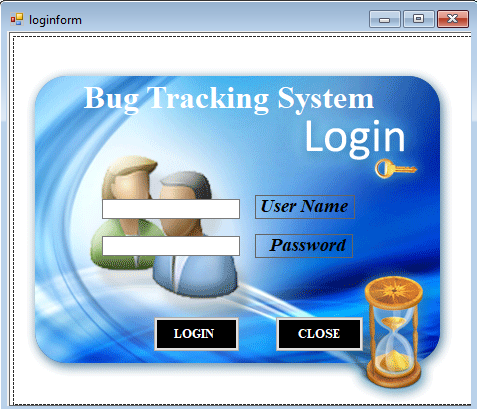 loginform
Bug Tracking System
Login
User Name
Password
LOGIN
CLOSE